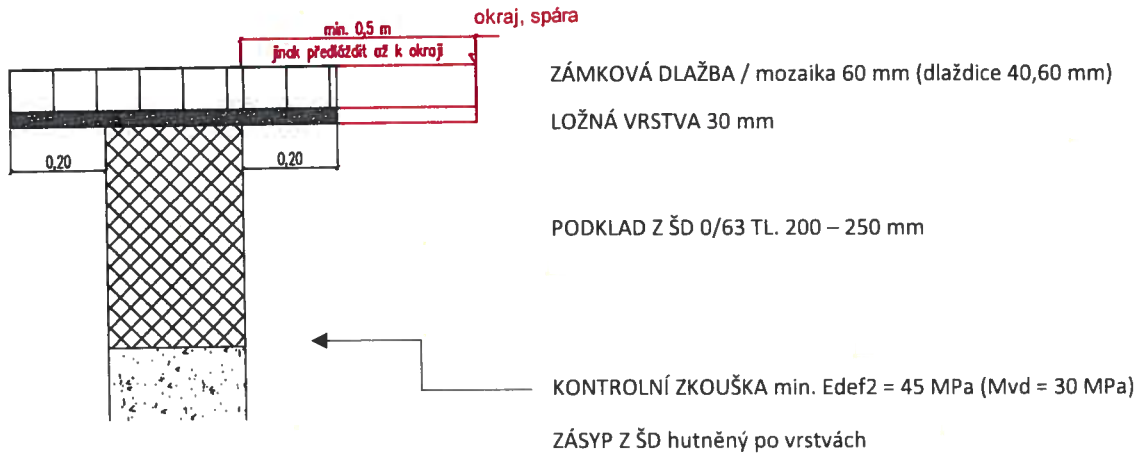 okraj, spára
min. 0,5 m
jinak předláždit až k okraji
ZÁMKOVÁ DLAŽBA / mozaika 60 mm (dlaždice 40,60 mm)
LOŽNÁ VRSTVA 30 mm
0,20
0,20
PODKLAD Z ŠD 0/63 TL. 200 – 250 mm
KONTROLNÍ ZKOUŠKA min. Edef2 = 45 MPa (Mvd = 30 MPa)
ZÁSYP Z ŠD hutněný po vrstvách